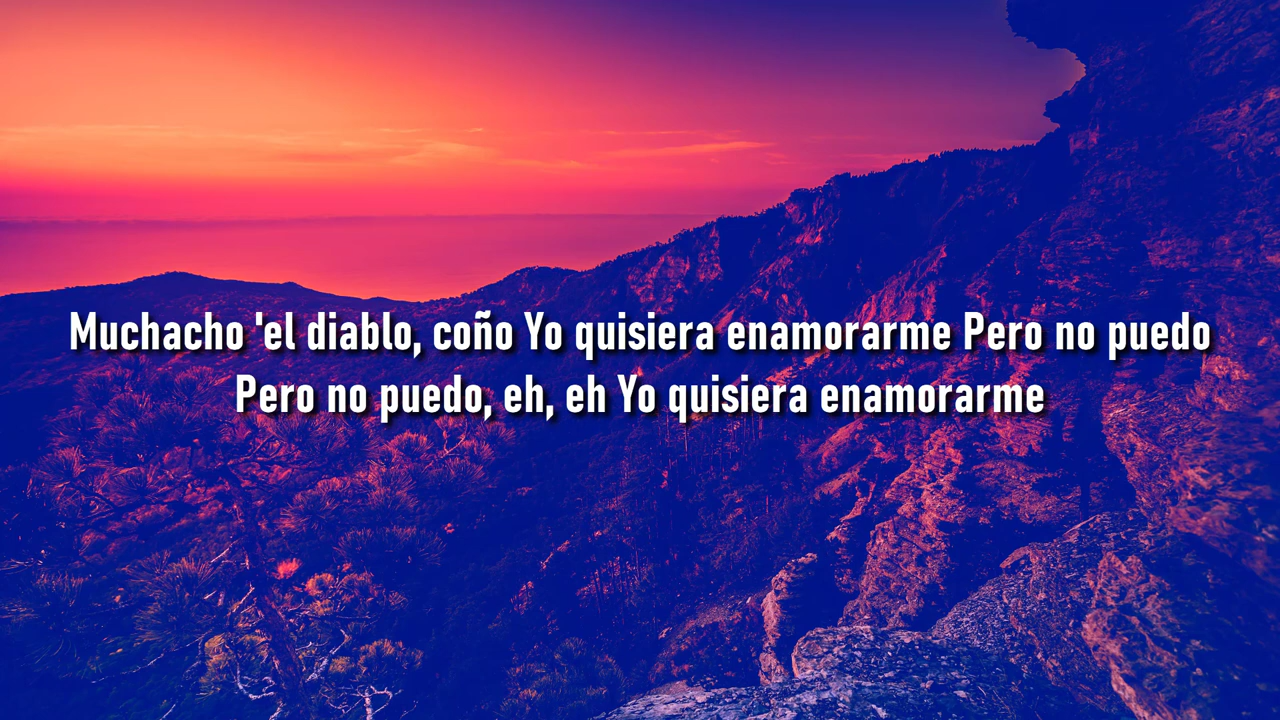 Muchacho 'el diablo, coño Yo quisiera enamorarme Pero no puedo
Pero no puedo, eh, eh Yo quisiera enamorarme